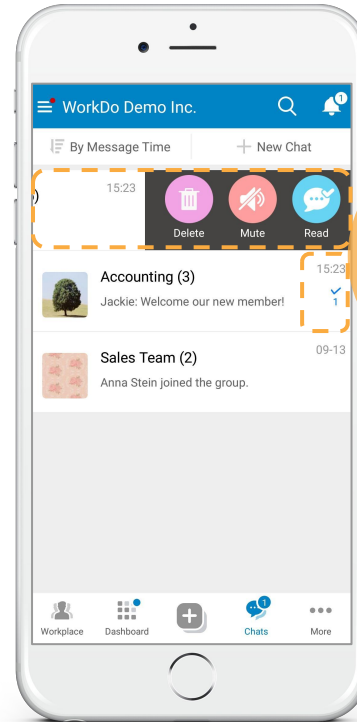 1
WorkDo Demo Inc.
By Message Time
New Chat
)
15:23
Delete
Mute
Read
Accounting (3)
15:23
Jackie: Welcome our new member!
1
Sales Team (2)
09-13
Anna Stein joined the group.
1
Workplace
Dashboard
Chats
More